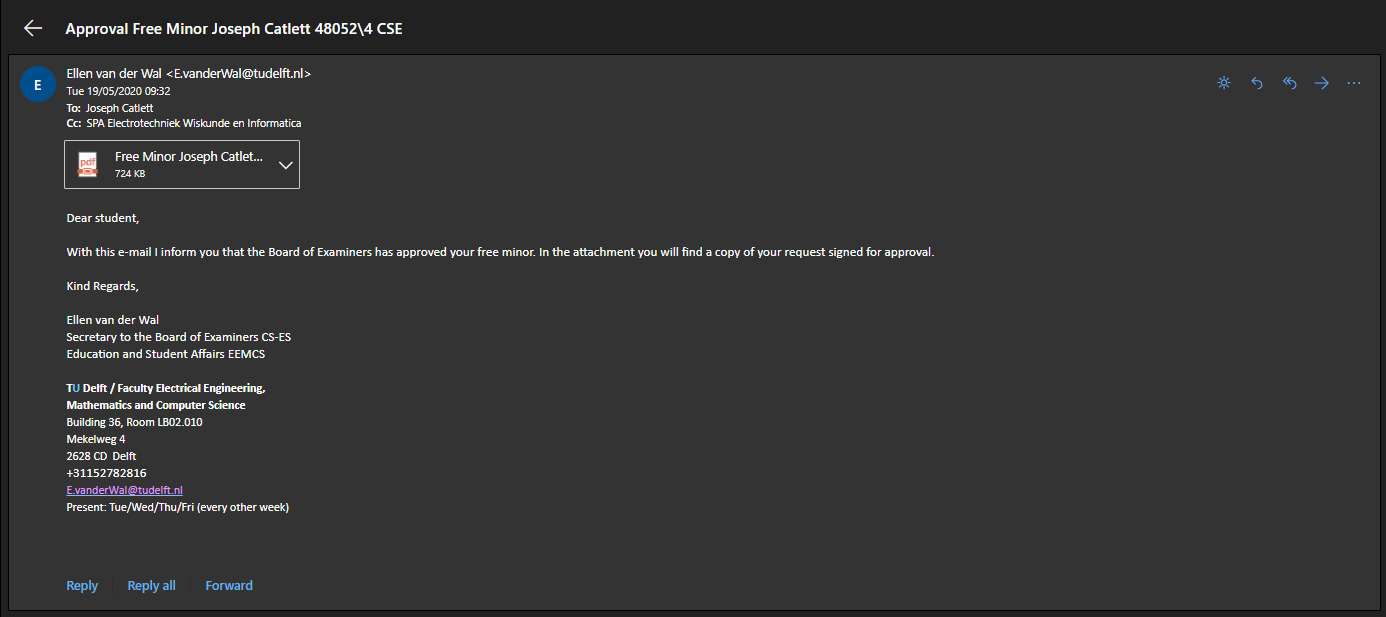 Approval Free Minor Joseph Catlett 48052\4 CSE
E
Ellen van der Wal <E.vanderWal@tudelft.nl>
Tue 19/05/2020 09:32
To: Joseph Catlett
Cc: SPA Electrotechniek Wiskunde en Informatica
pdf
Free Minor Joseph Catlet...
724 KB
Dear student,
With this e-mail I inform you that the Board of Examiners has approved your free minor. In the attachment you will find a copy of your request signed for approval.
Kind Regards,
Ellen van der Wal
Secretary to the Board of Examiners CS-ES
Education and Student Affairs EEMCS
TU Delft / Faculty Electrical Engineering,
Mathematics and Computer Science
Building 36, Room LB02.010
Mekelweg 4
2628 CD Delft
+31152782816
E.vanderWal@tudelft.nl
Present: Tue/Wed/Thu/Fri (every other week)
Reply Reply all Forward